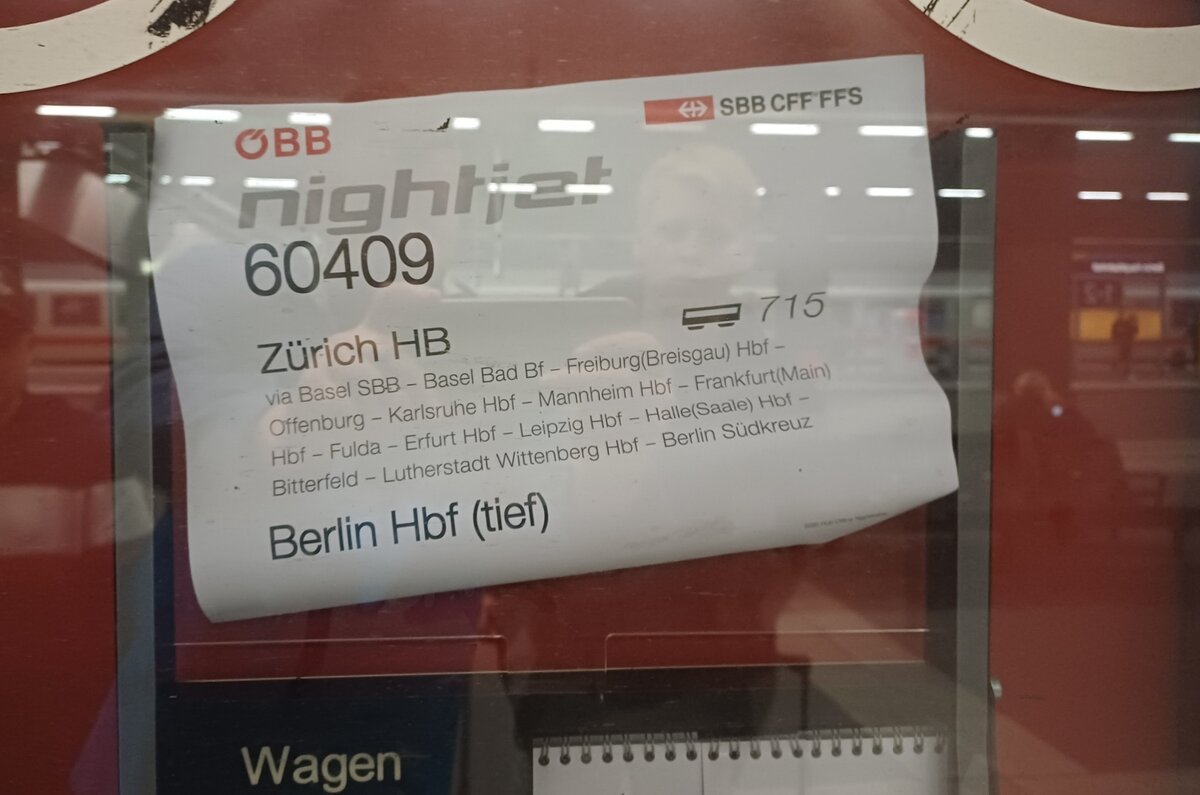 ÖBB
SBB CFF FFS
nightjet
60409
715
Zürich HB
via Basel SBB – Basel Bad Bf – Freiburg(Breisgau) Hbf –
Offenburg – Karlsruhe Hbf – Mannheim Hbf – Frankfurt(Main)
Hbf – Fulda – Erfurt Hbf – Leipzig Hbf – Halle(Saale) Hbf –
Bitterfeld – Lutherstadt Wittenberg Hbf – Berlin Südkreuz
Berlin Hbf (tief)
Wagen